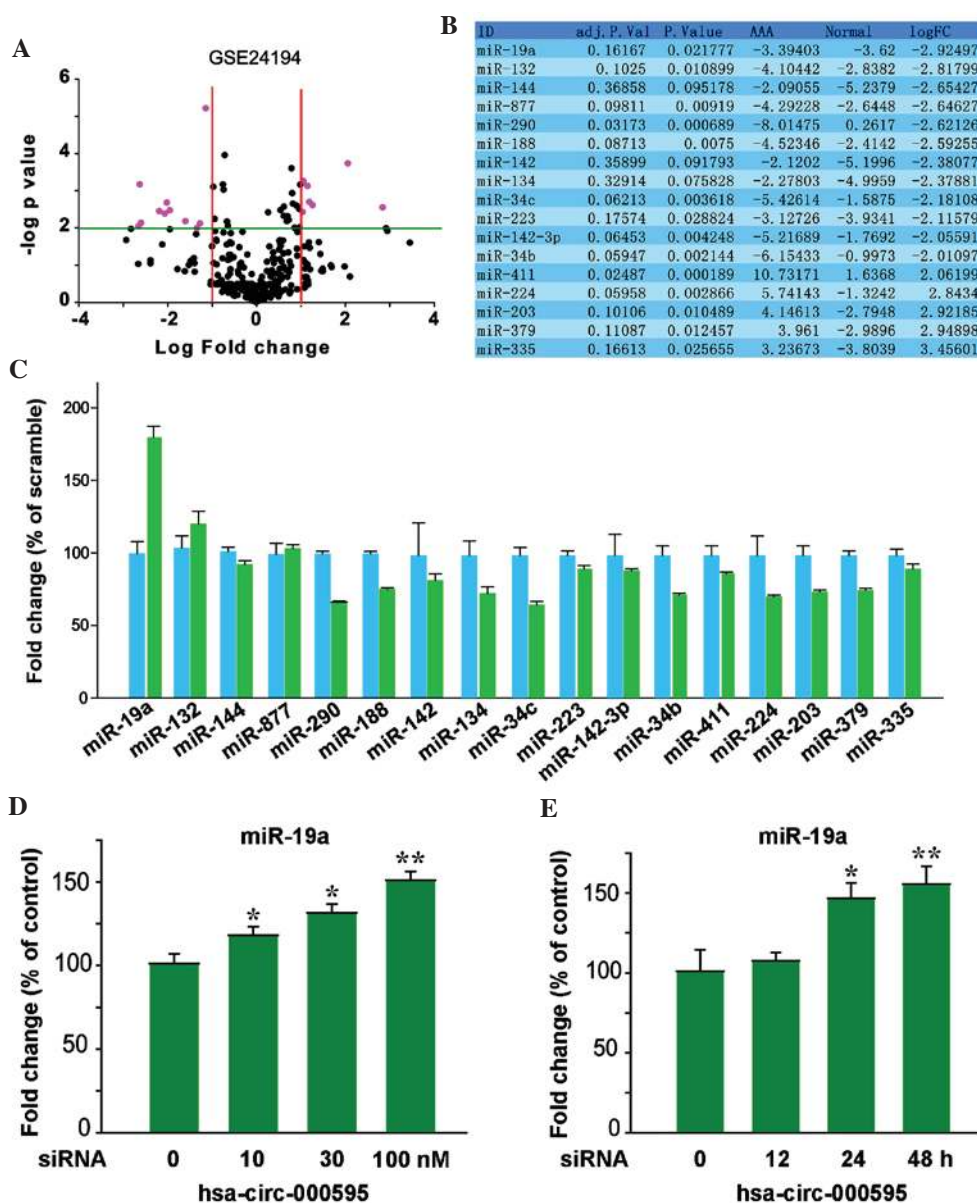 A
GSE24194
-log p value
6
4
2
0
-4
-2
0
2
4
Log Fold change
B
ID adj.P.Val P.Value AAA Normal logFC
miR-19a 0.16167 0.021777 -3.39403 -3.62 -2.92497
miR-132 0.1025 0.010899 -4.10442 -2.8382 -2.81799
miR-144 0.36858 0.095178 -2.09055 -5.2379 -2.65427
miR-877 0.09811 0.00919 -4.29228 -2.6448 -2.64627
miR-290 0.03173 0.000689 -8.01475 0.2617 -2.62126
miR-188 0.08713 0.0075 -4.52346 -2.4142 -2.59255
miR-142 0.35899 0.091793 -2.1202 -5.1996 -2.38077
miR-134 0.32914 0.075828 -2.27803 -4.9959 -2.37881
miR-34c 0.06213 0.003618 -5.42614 -1.5875 -2.18108
miR-223 0.17574 0.028824 -3.12726 -3.9341 -2.11579
miR-142-3p 0.06453 0.004248 -5.21689 -1.7692 -2.05591
miR-34b 0.05947 0.002144 -6.15433 -0.9973 -2.01097
miR-411 0.02487 0.000189 10.73171 1.6368 2.06199
miR-224 0.05958 0.002866 5.74143 -1.3242 2.8434
miR-203 0.10106 0.010489 4.14613 -2.7948 2.92185
miR-379 0.11087 0.012457 3.961 -2.9896 2.94898
miR-335 0.16613 0.025655 3.23673 -3.8039 3.45601
C
Fold change (% of scramble)
200
150
100
50
0
miR-19a
miR-132
miR-144
miR-877
miR-290
miR-188
miR-142
miR-134
miR-34c
miR-223
miR-142-3p
miR-34b
miR-411
miR-224
miR-203
miR-379
miR-335
D
miR-19a
Fold change (% of control)
150
100
50
0
*
*
**
siRNA 0 10 30 100 nM
hsa-circ-000595
E
miR-19a
Fold change (% of control)
150
100
50
0
*
**
siRNA 0 12 24 48 h
hsa-circ-000595